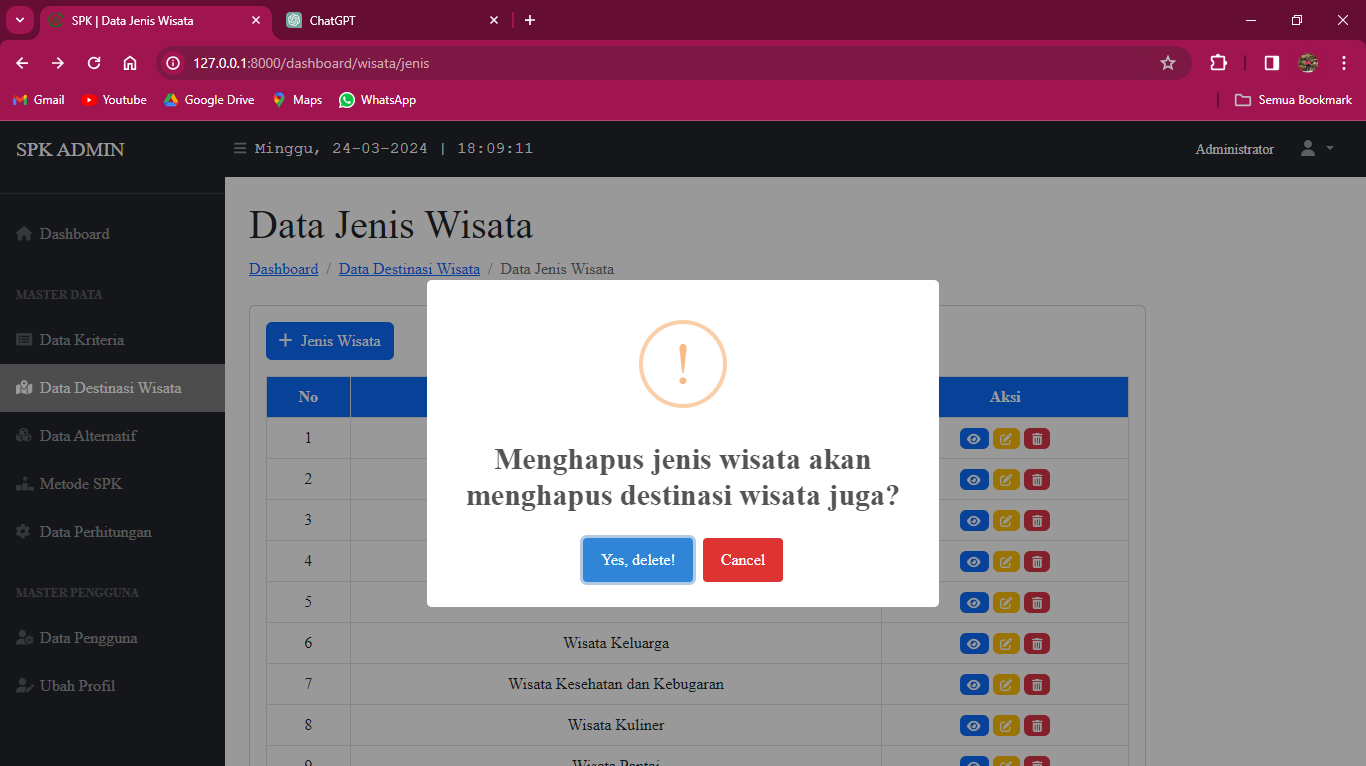 SPK | Data Jenis Wisata
ChatGPT
127.0.0.1:8000/dashboard/wisata/jenis
Gmail
Youtube
Google Drive
Maps
WhatsApp
Semua Bookmark
SPK ADMIN
Minggu, 24-03-2024 | 18:09:11
Administrator
Dashboard
MASTER DATA
Data Kriteria
Data Destinasi Wisata
Data Alternatif
Metode SPK
Data Perhitungan
MASTER PENGGUNA
Data Pengguna
Ubah Profil
Data Jenis Wisata
Dashboard / Data Destinasi Wisata / Data Jenis Wisata
+ Jenis Wisata
No Aksi
1
2
3
4
5
6 Wisata Keluarga
7 Wisata Kesehatan dan Kebugaran
8 Wisata Kuliner
9 Wisata Pantai
!
Menghapus jenis wisata akan
menghapus destinasi wisata juga?
Yes, delete!
Cancel